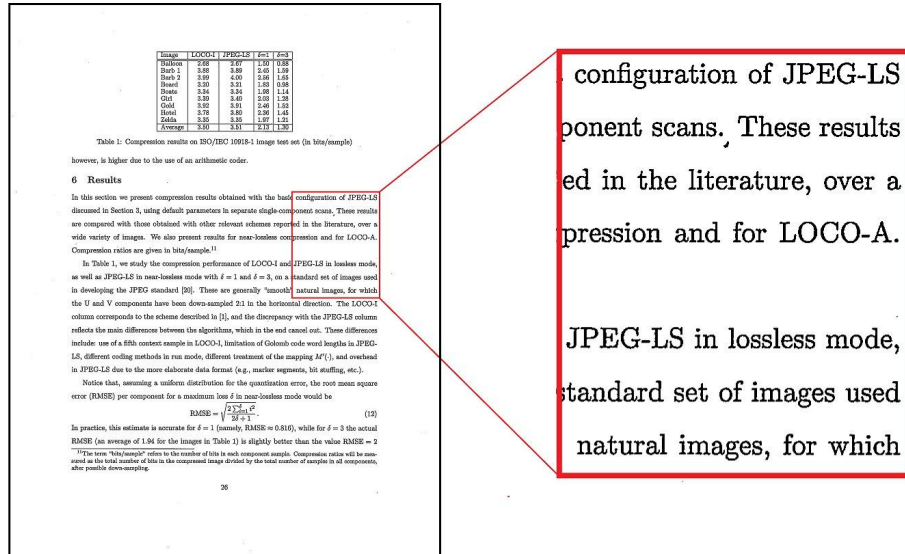 Image LOCO-I JPEG-LS δ=1 δ=3
Balloon 2.68 2.67 1.50 0.88
Barb 1 3.88 3.89 2.45 1.59
Barb 2 3.99 4.00 2.56 1.65
Board 3.20 3.21 1.83 0.98
Boats 3.34 3.34 1.98 1.14
Girl 3.39 3.40 2.03 1.28
Gold 3.92 3.91 2.46 1.52
Hotel 3.78 3.80 2.36 1.45
Zelda 3.35 3.35 1.97 1.21
Average 3.50 3.51 2.13 1.30
Table 1: Compression results on ISO/IEC 10918-1 image test set (in bits/sample)
however, is higher due to the use of an arithmetic coder.
6 Results
In this section we present compression results obtained with the basic configuration of JPEG-LS
discussed in Section 3, using default parameters in separate single-component scans. These results
are compared with those obtained with other relevant schemes reported in the literature, over a
wide variety of images. We also present results for near-lossless compression and for LOCO-A.
Compression ratios are given in bits/sample.¹¹
In Table 1, we study the compression performance of LOCO-I and JPEG-LS in lossless mode,
as well as JPEG-LS in near-lossless mode with δ = 1 and δ = 3, on a standard set of images used
in developing the JPEG standard [20]. These are generally "smooth" natural images, for which
the U and V components have been down-sampled 2:1 in the horizontal direction. The LOCO-I
column corresponds to the scheme described in [1], and the discrepancy with the JPEG-LS column
reflects the main differences between the algorithms, which in the end cancel out. These differences
include: use of a fifth context sample in LOCO-I, limitation of Golomb code word lengths in JPEG-
LS, different coding methods in run mode, different treatment of the mapping M′(·), and overhead
in JPEG-LS due to the more elaborate data format (e.g., marker segments, bit stuffing, etc.).
Notice that, assuming a uniform distribution for the quantization error, the root mean square
error (RMSE) per component for a maximum loss δ in near-lossless mode would be
RMSE = √(2 ∑ᵟᵢ₌₁ i² / (2δ + 1)). (12)
In practice, this estimate is accurate for δ = 1 (namely, RMSE ≈ 0.816), while for δ = 3 the actual
RMSE (an average of 1.94 for the images in Table 1) is slightly better than the value RMSE = 2
¹¹The term "bits/sample" refers to the number of bits in each component sample. Compression ratios will be mea-
sured as the total number of bits in the compressed image divided by the total number of samples in all components,
after possible down-sampling.
26
configuration of JPEG-LS
ponent scans. These results
ed in the literature, over a
pression and for LOCO-A.
JPEG-LS in lossless mode,
standard set of images used
natural images, for which